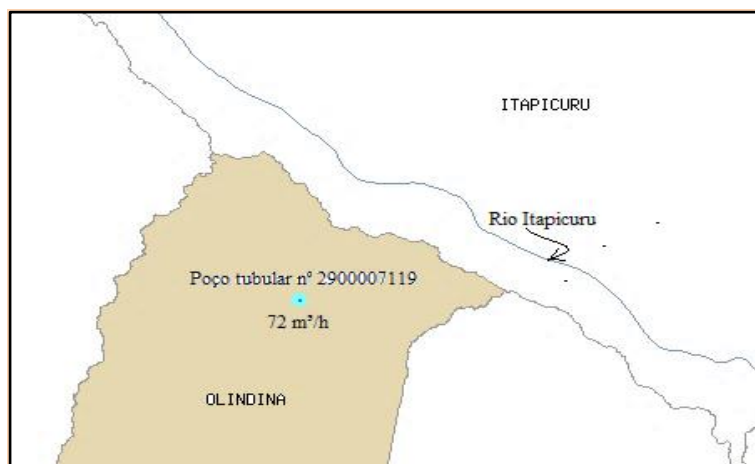 ITAPICURU
Rio Itapicuru
Poço tubular nº 2900007119
72 m³/h
OLINDINA